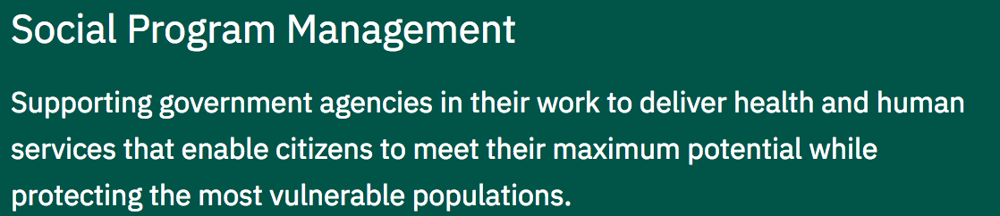 Social Program Management
Supporting government agencies in their work to deliver health and human
services that enable citizens to meet their maximum potential while
protecting the most vulnerable populations.